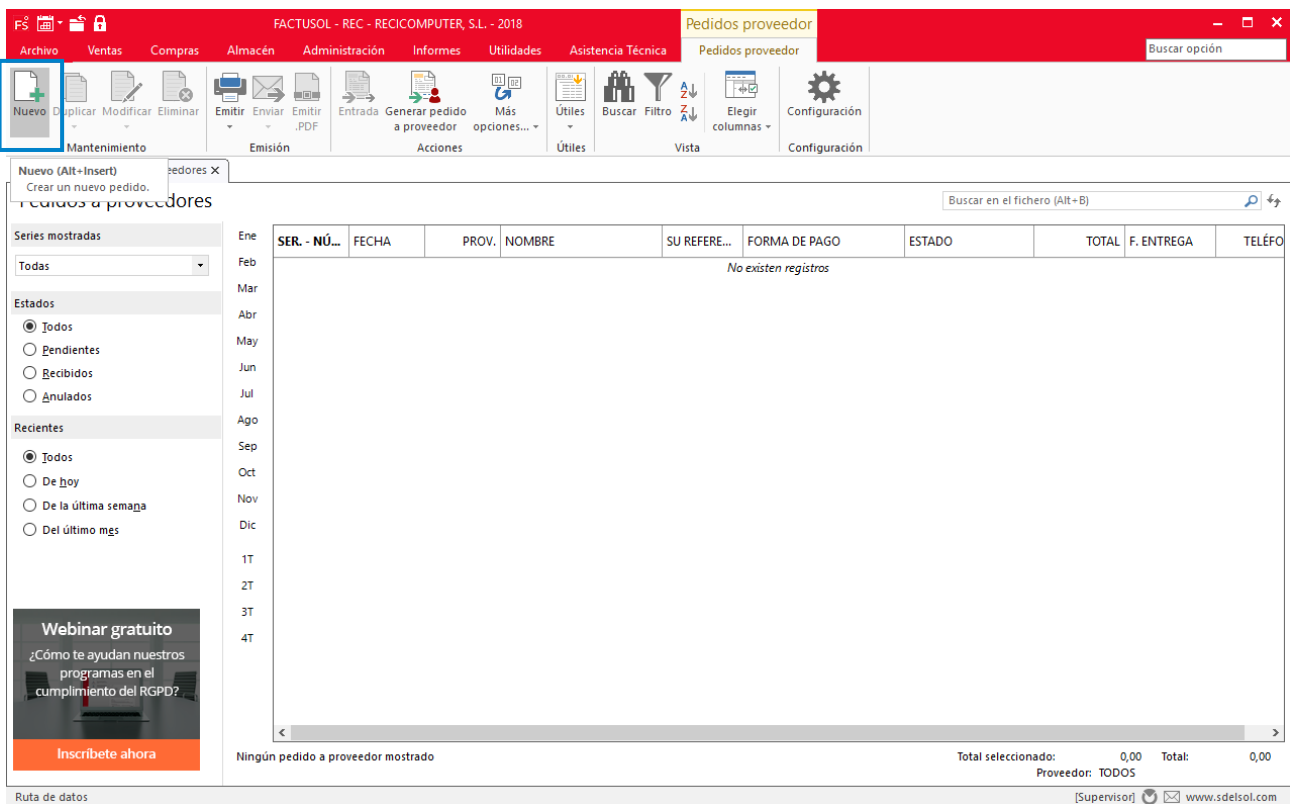 FS
FACTUSOL - REC - RECICOMPUTER, S.L. - 2018
Pedidos proveedor
Archivo Ventas Compras Almacén Administración Informes Utilidades Asistencia Técnica Pedidos proveedor
Buscar opción
Nuevo Duplicar Modificar Eliminar Emitir Enviar Emitir .PDF Entrada Generar pedido a proveedor Más opciones... Útiles Buscar Filtro Elegir columnas Configuración
Mantenimiento Emisión Acciones Útiles Vista Configuración
Nuevo (Alt+Insert)
Crear un nuevo pedido.
eedores X
Pedidos a proveedores
Buscar en el fichero (Alt+B)
Series mostradas
Todas
Estados
Todos
Pendientes
Recibidos
Anulados
Recientes
Todos
De hoy
De la última semana
Del último mes
Ene
Feb
Mar
Abr
May
Jun
Jul
Ago
Sep
Oct
Nov
Dic
1T
2T
3T
4T
SER. - NÚ... FECHA PROV. NOMBRE SU REFERE... FORMA DE PAGO ESTADO TOTAL F. ENTREGA TELÉFO
No existen registros
Webinar gratuito
¿Cómo te ayudan nuestros
programas en el
cumplimiento del RGPD?
Inscríbete ahora
Ningún pedido a proveedor mostrado
Total seleccionado: 0,00 Total: 0,00
Proveedor: TODOS
Ruta de datos
[Supervisor] www.sdelsol.com